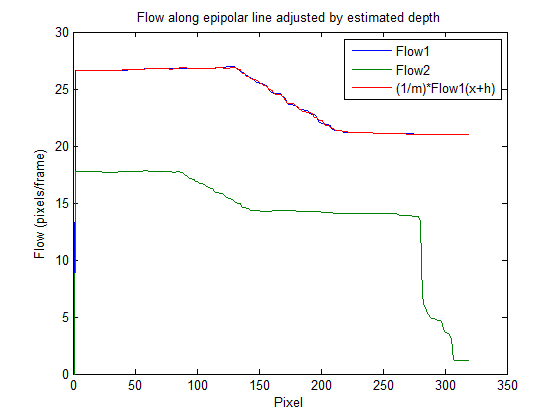 Flow along epipolar line adjusted by estimated depth
Flow (pixels/frame)
30
25
20
15
10
5
0
Flow1
Flow2
(1/m)*Flow1(x+h)
0 50 100 150 200 250 300 350
Pixel